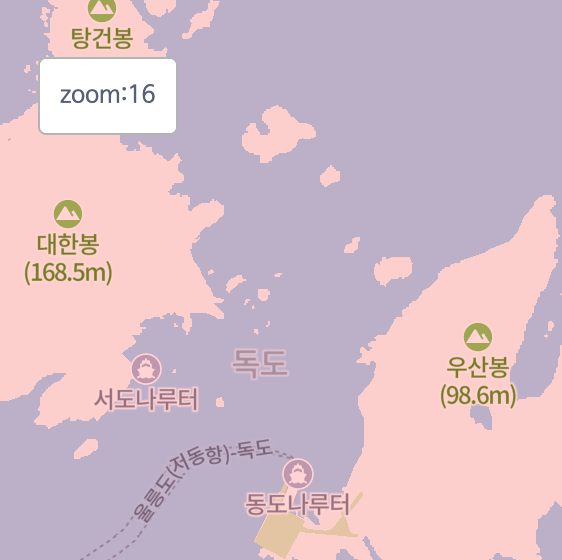 탕건봉
zoom:16
대한봉
(168.5m)
우산봉
(98.6m)
독도
서도나루터
울릉도(저동항)-독도
동도나루터